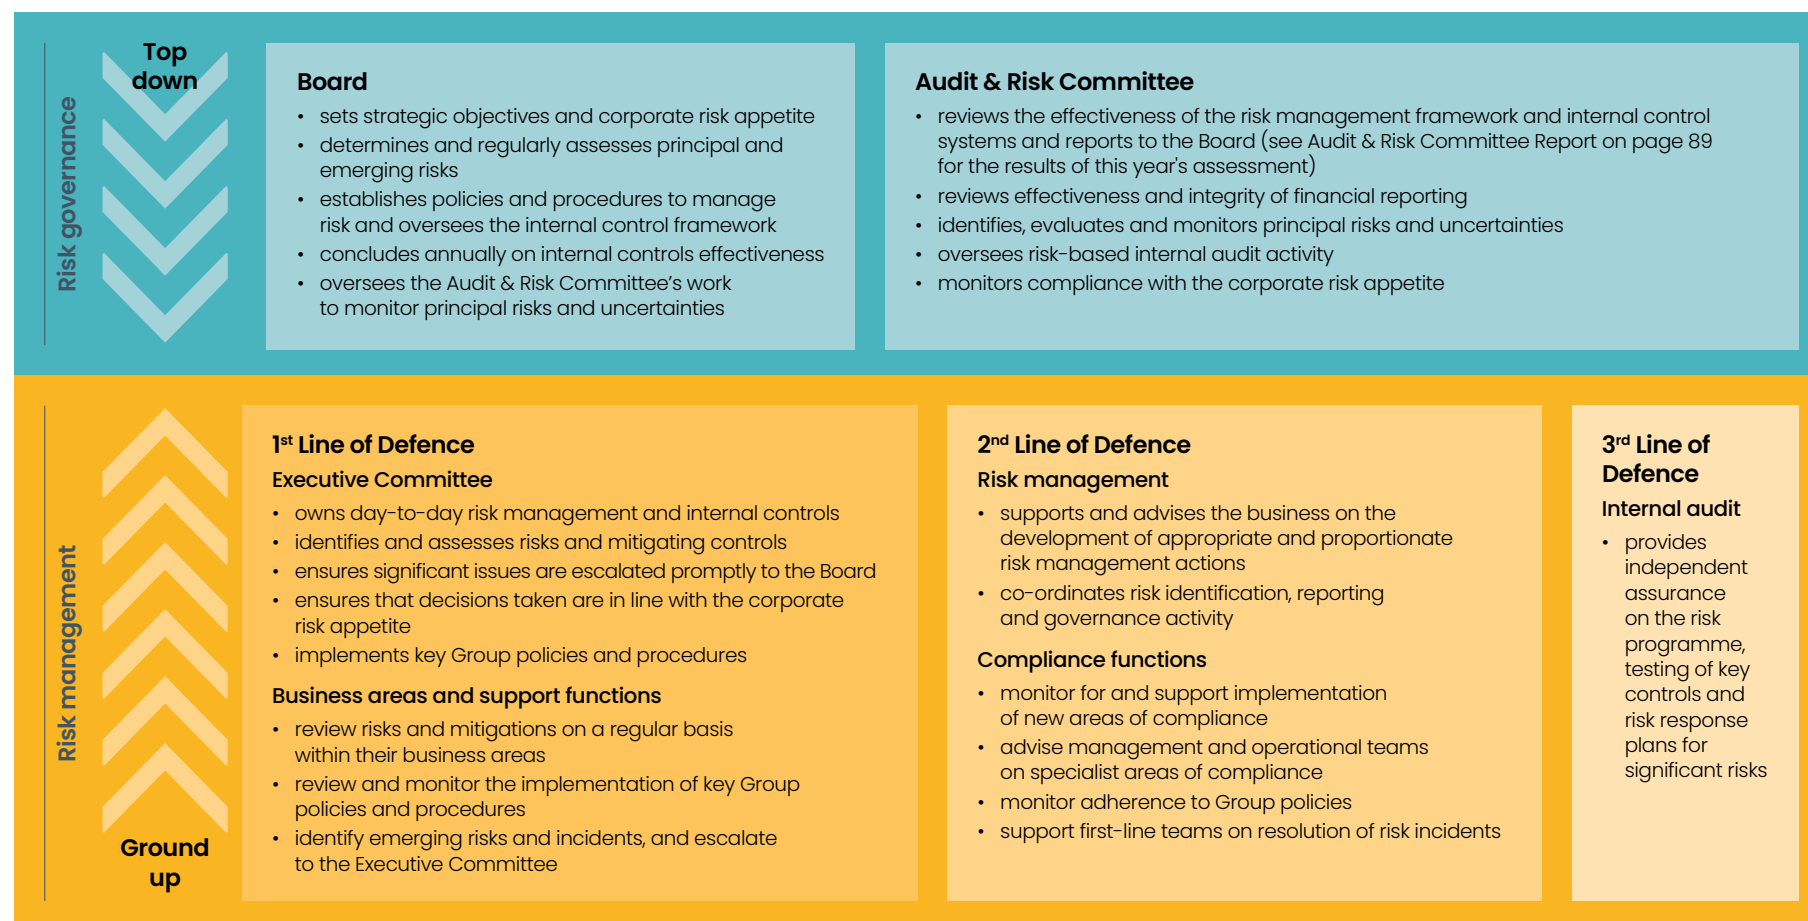 Risk governance
Top
down
Board
• sets strategic objectives and corporate risk appetite
• determines and regularly assesses principal and
emerging risks
• establishes policies and procedures to manage
risk and oversees the internal control framework
• concludes annually on internal controls effectiveness
• oversees the Audit & Risk Committee’s work
to monitor principal risks and uncertainties
Audit & Risk Committee
• reviews the effectiveness of the risk management framework and internal control
systems and reports to the Board (see Audit & Risk Committee Report on page 89
for the results of this year's assessment)
• reviews effectiveness and integrity of financial reporting
• identifies, evaluates and monitors principal risks and uncertainties
• oversees risk-based internal audit activity
• monitors compliance with the corporate risk appetite
Risk management
Ground
up
1st Line of Defence
Executive Committee
• owns day-to-day risk management and internal controls
• identifies and assesses risks and mitigating controls
• ensures significant issues are escalated promptly to the Board
• ensures that decisions taken are in line with the corporate
risk appetite
• implements key Group policies and procedures
Business areas and support functions
• review risks and mitigations on a regular basis
within their business areas
• review and monitor the implementation of key Group
policies and procedures
• identify emerging risks and incidents, and escalate
to the Executive Committee
2nd Line of Defence
Risk management
• supports and advises the business on the
development of appropriate and proportionate
risk management actions
• co-ordinates risk identification, reporting
and governance activity
Compliance functions
• monitor for and support implementation
of new areas of compliance
• advise management and operational teams
on specialist areas of compliance
• monitor adherence to Group policies
• support first-line teams on resolution of risk incidents
3rd Line of
Defence
Internal audit
• provides
independent
assurance
on the risk
programme,
testing of key
controls and
risk response
plans for
significant risks